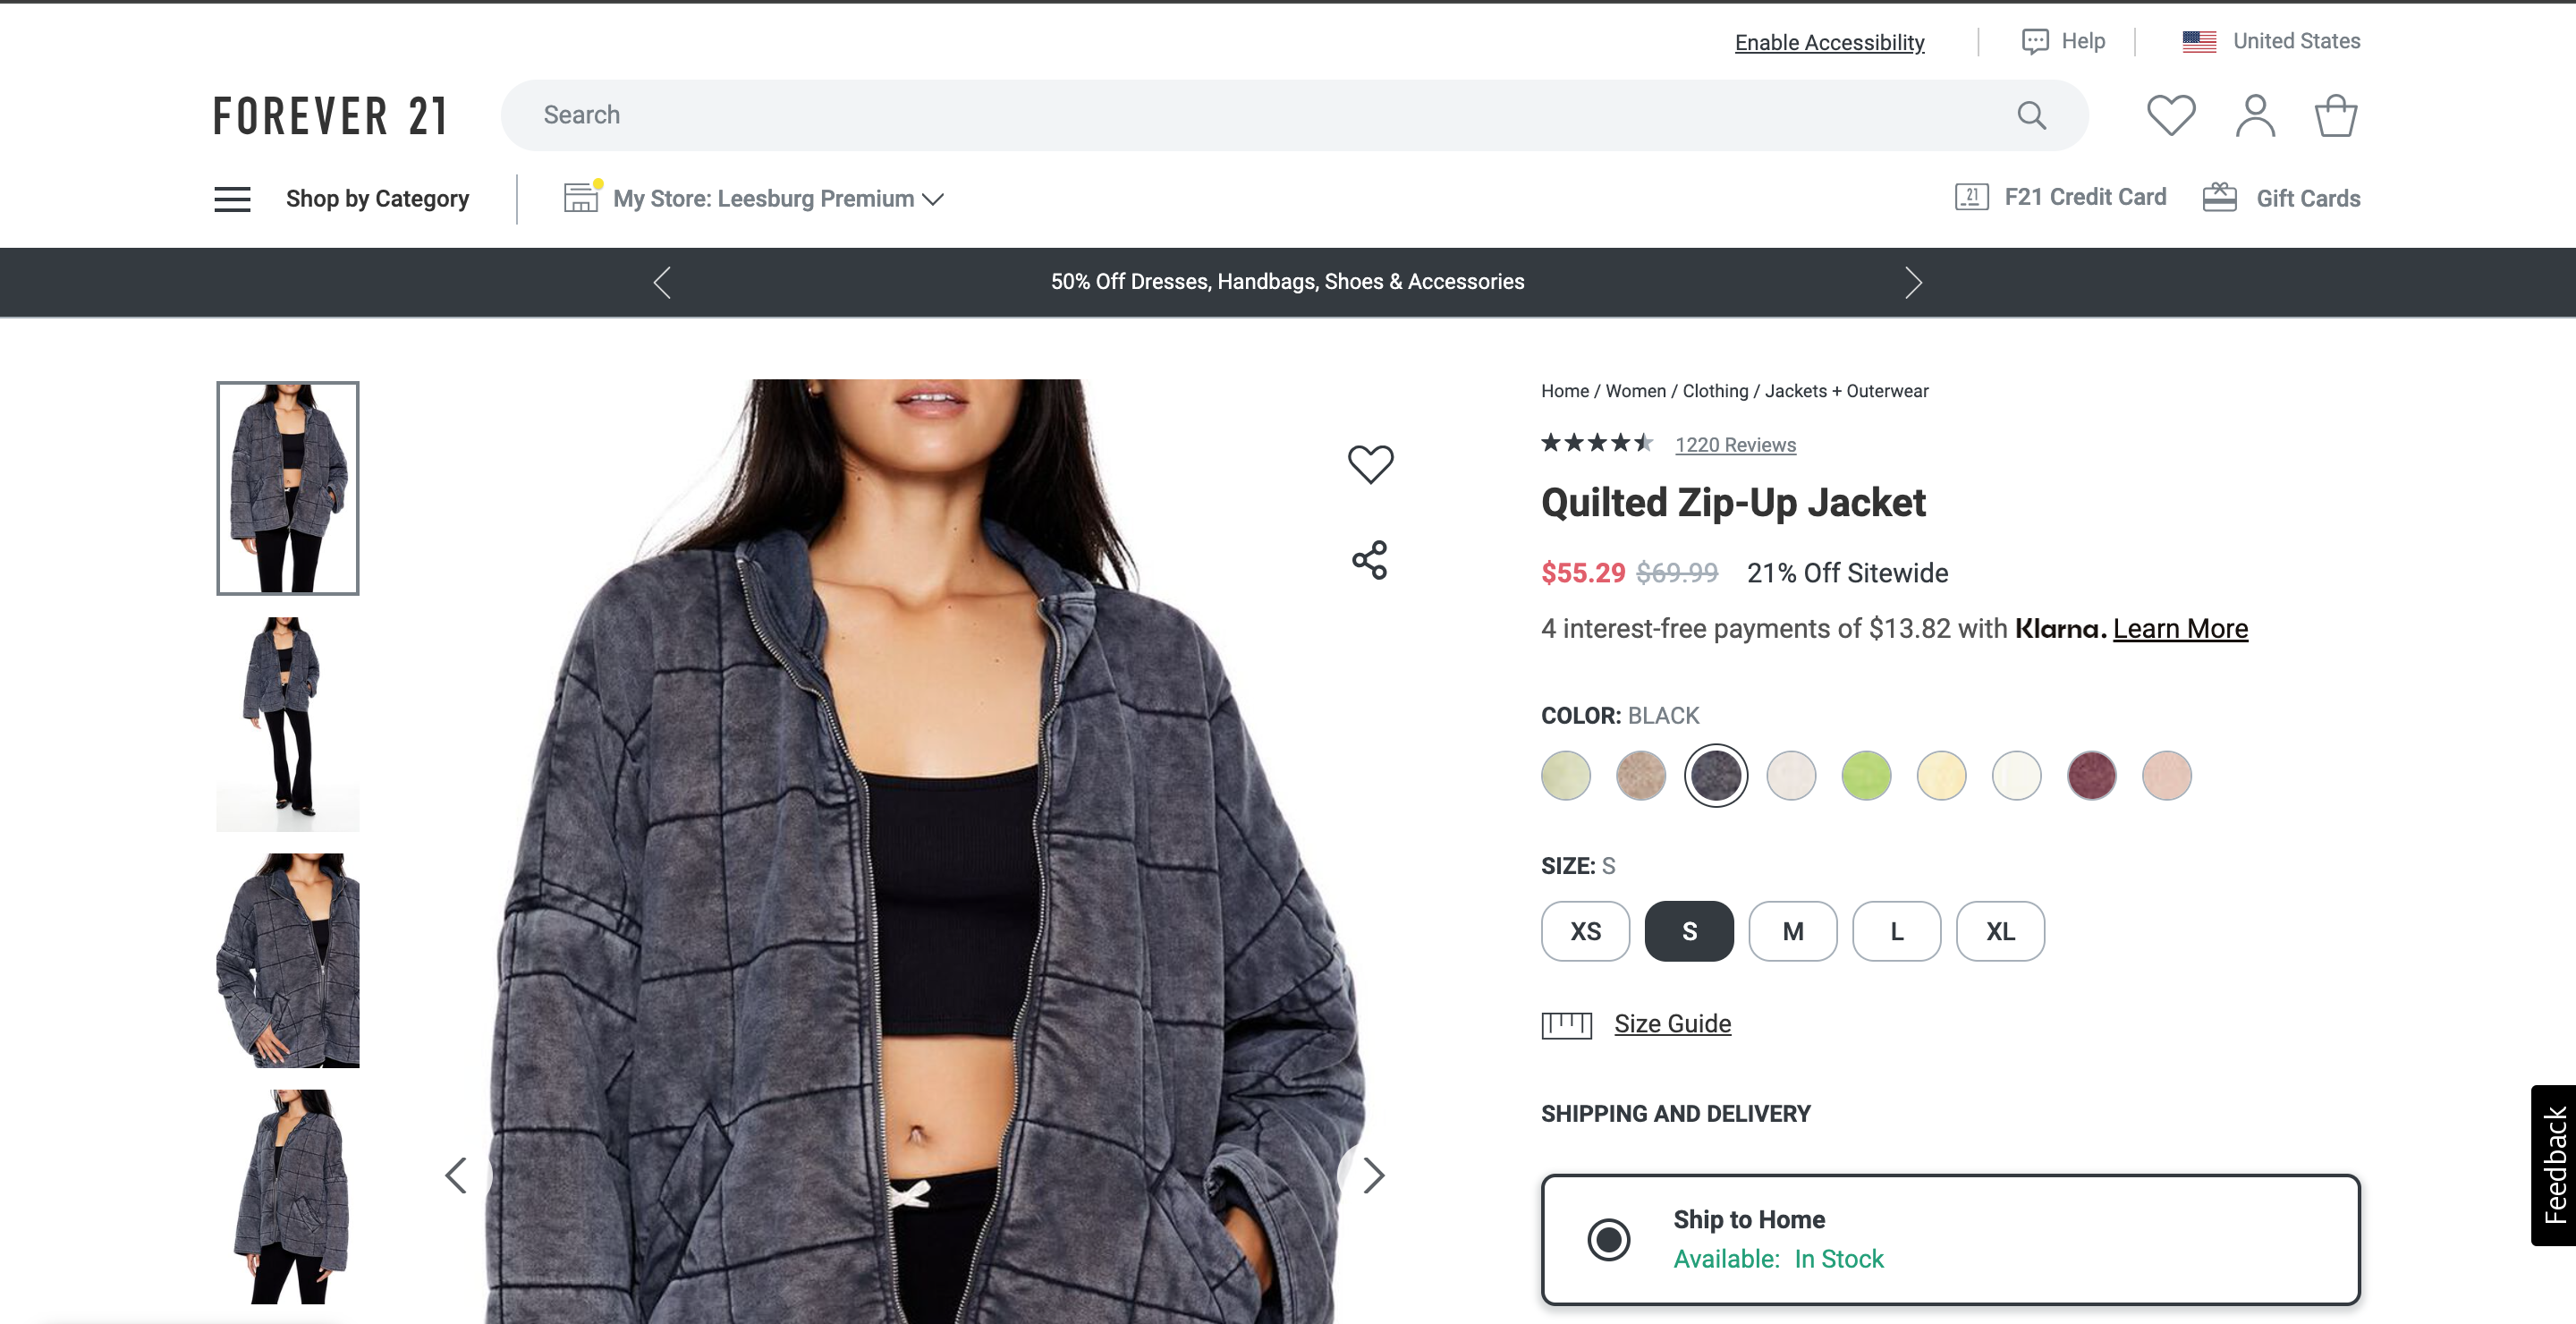 Enable Accessibility
Help
United States
FOREVER 21
Search
Shop by Category
My Store: Leesburg Premium
21
F21 Credit Card
Gift Cards
50% Off Dresses, Handbags, Shoes & Accessories
Home / Women / Clothing / Jackets + Outerwear
1220 Reviews
Quilted Zip-Up Jacket
$55.29 $69.99 21% Off Sitewide
4 interest-free payments of $13.82 with Klarna. Learn More
COLOR: BLACK
SIZE: S
XS S M L XL
Size Guide
SHIPPING AND DELIVERY
Ship to Home
Available: In Stock
Feedback